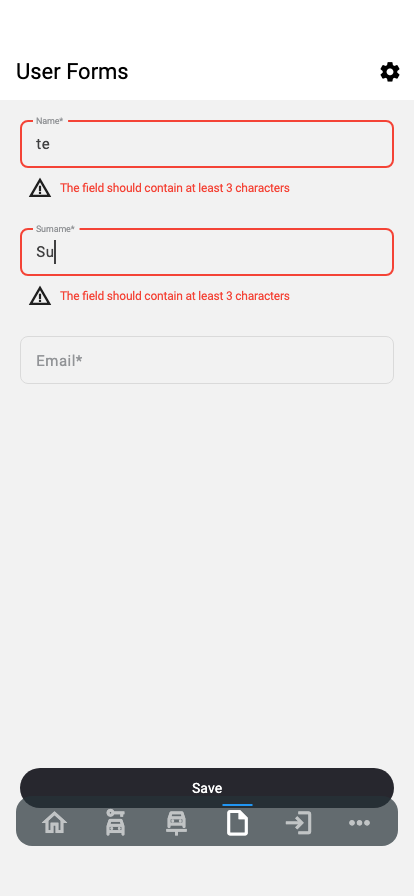 User Forms
Name*
te
The field should contain at least 3 characters
Surname*
Su
The field should contain at least 3 characters
Email*
Save